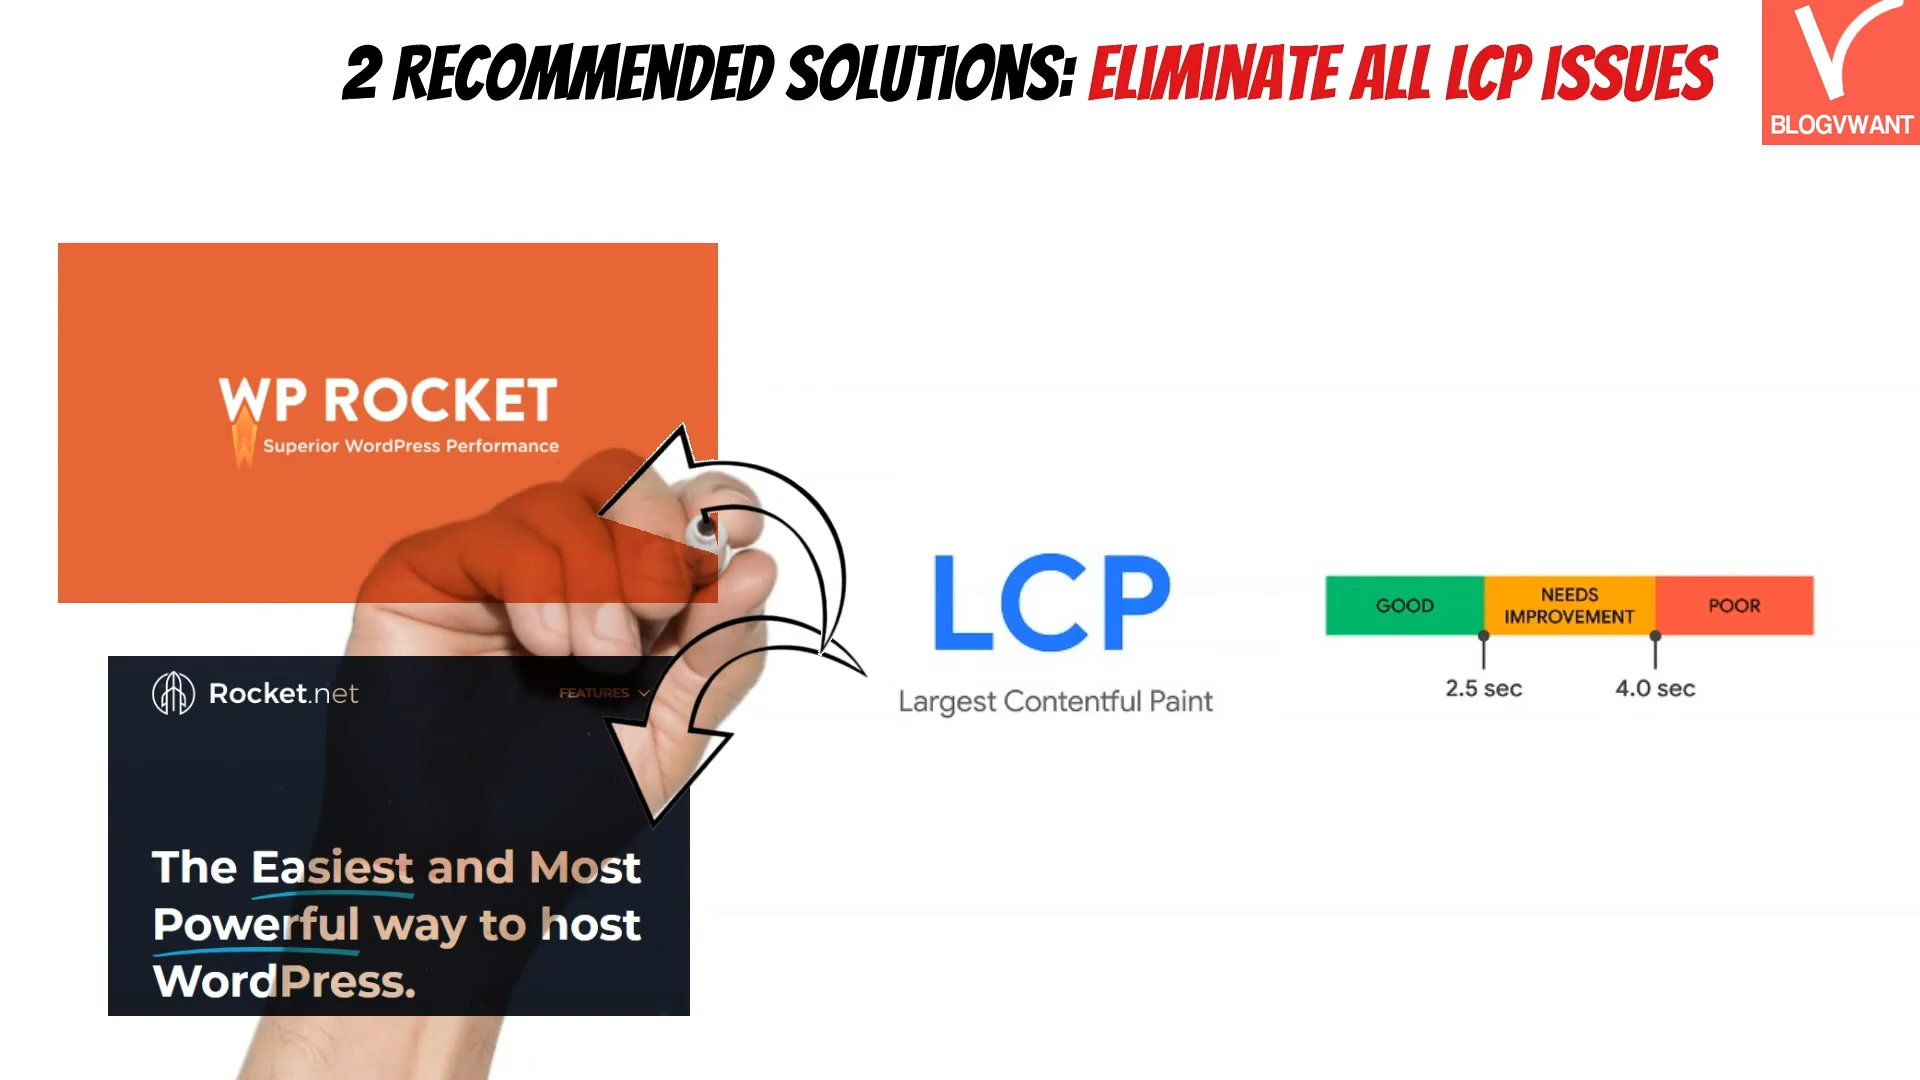 2 RECOMMENDED SOLUTIONS: ELIMINATE ALL LCP ISSUES
BLOGVWANT
WP ROCKET
Superior WordPress Performance
LCP
Largest Contentful Paint
GOOD
NEEDS
IMPROVEMENT
POOR
2.5 sec
4.0 sec
Rocket.net
FEATURES
The Easiest and Most
Powerful way to host
WordPress.